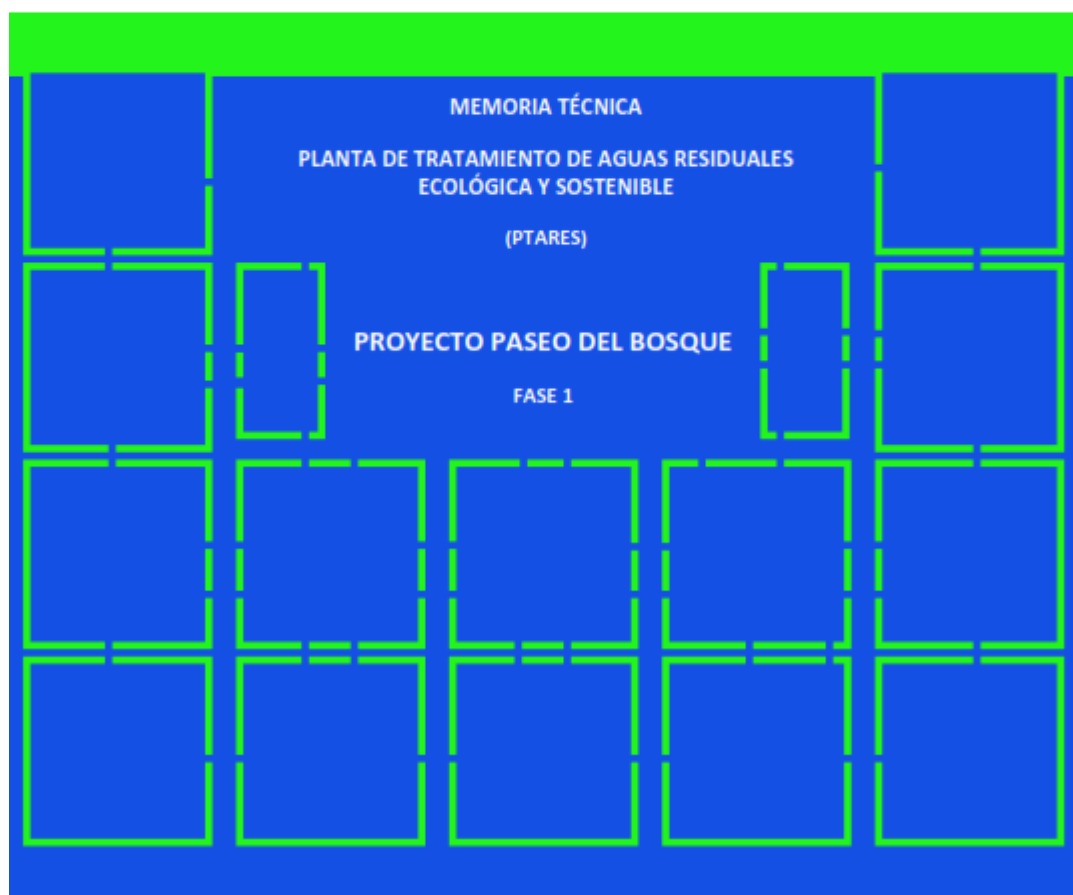 MEMORIA TÉCNICA
PLANTA DE TRATAMIENTO DE AGUAS RESIDUALES
ECOLÓGICA Y SOSTENIBLE
(PTARES)
PROYECTO PASEO DEL BOSQUE
FASE 1